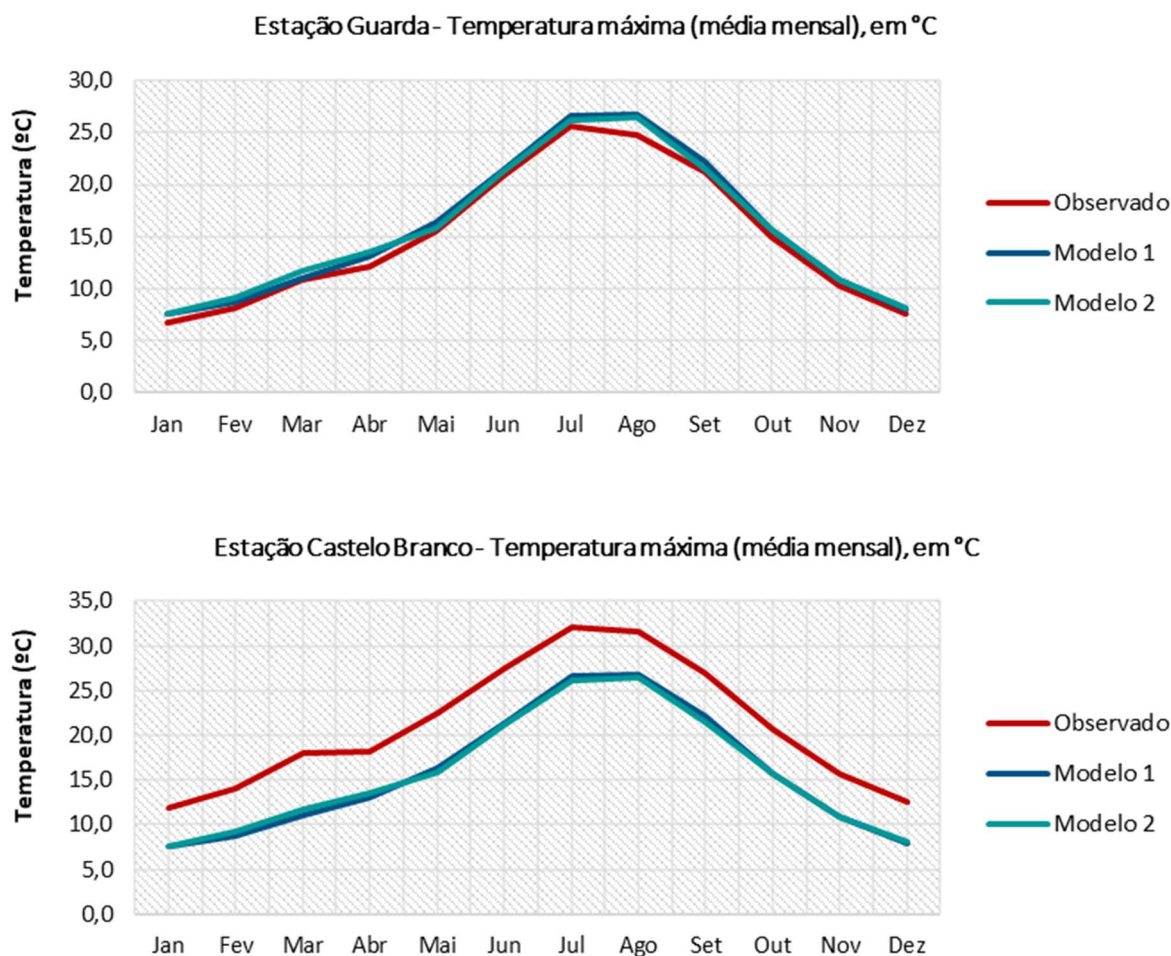 Estação Guarda - Temperatura máxima (média mensal), em °C
Temperatura (ºC)
30,0
25,0
20,0
15,0
10,0
5,0
0,0
Jan Fev Mar Abr Mai Jun Jul Ago Set Out Nov Dez
Observado
Modelo 1
Modelo 2
Estação Castelo Branco - Temperatura máxima (média mensal), em °C
Temperatura (ºC)
35,0
30,0
25,0
20,0
15,0
10,0
5,0
0,0
Jan Fev Mar Abr Mai Jun Jul Ago Set Out Nov Dez
Observado
Modelo 1
Modelo 2